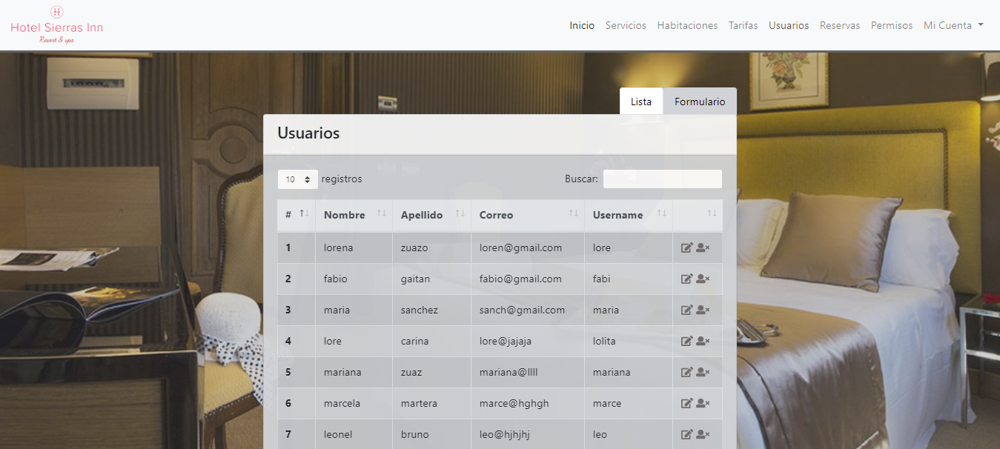 Hotel Sierras Inn
Resort & spa
Inicio Servicios Habitaciones Tarifas Usuarios Reservas Permisos Mi Cuenta
Lista Formulario
Usuarios
10 registros Buscar:
# Nombre Apellido Correo Username
1 lorena zuazo loren@gmail.com lore
2 fabio gaitan fabio@gmail.com fabi
3 maria sanchez sanch@gmail.com maria
4 lore carina lore@jajaja lolita
5 mariana zuaz mariana@llll mariana
6 marcela martera marce@hghgh marce
7 leonel bruno leo@hjhjhj leo